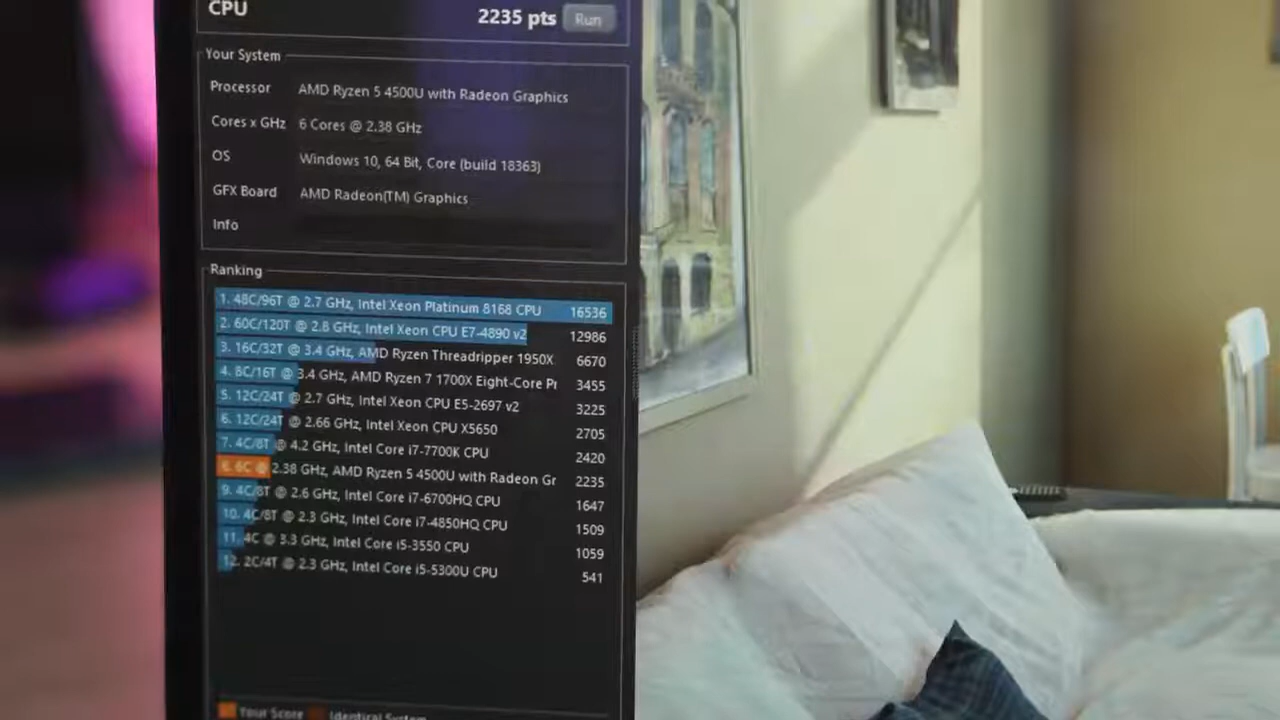 CPU 2235 pts Run
Your System
Processor AMD Ryzen 5 4500U with Radeon Graphics
Cores x GHz 6 Cores @ 2.38 GHz
OS Windows 10, 64 Bit, Core (build 18363)
GFX Board AMD Radeon(TM) Graphics
Info
Ranking
1. 48C/96T @ 2.7 GHz, Intel Xeon Platinum 8168 CPU 16536
2. 60C/120T @ 2.8 GHz, Intel Xeon CPU E7-4890 v2 12986
3. 16C/32T @ 3.4 GHz, AMD Ryzen Threadripper 1950X 6670
4. 8C/16T @ 3.4 GHz, AMD Ryzen 7 1700X Eight-Core Pr 3455
5. 12C/24T @ 2.7 GHz, Intel Xeon CPU E5-2697 v2 3225
6. 12C/24T @ 2.66 GHz, Intel Xeon CPU X5650 2705
7. 4C/8T @ 4.2 GHz, Intel Core i7-7700K CPU 2420
8. 6C @ 2.38 GHz, AMD Ryzen 5 4500U with Radeon Gr 2235
9. 4C/8T @ 2.6 GHz, Intel Core i7-6700HQ CPU 1647
10. 4C/8T @ 2.3 GHz, Intel Core i7-4850HQ CPU 1509
11. 4C @ 3.3 GHz, Intel Core i5-3550 CPU 1059
12. 2C/4T @ 2.3 GHz, Intel Core i5-5300U CPU 541
Your Score Identical System